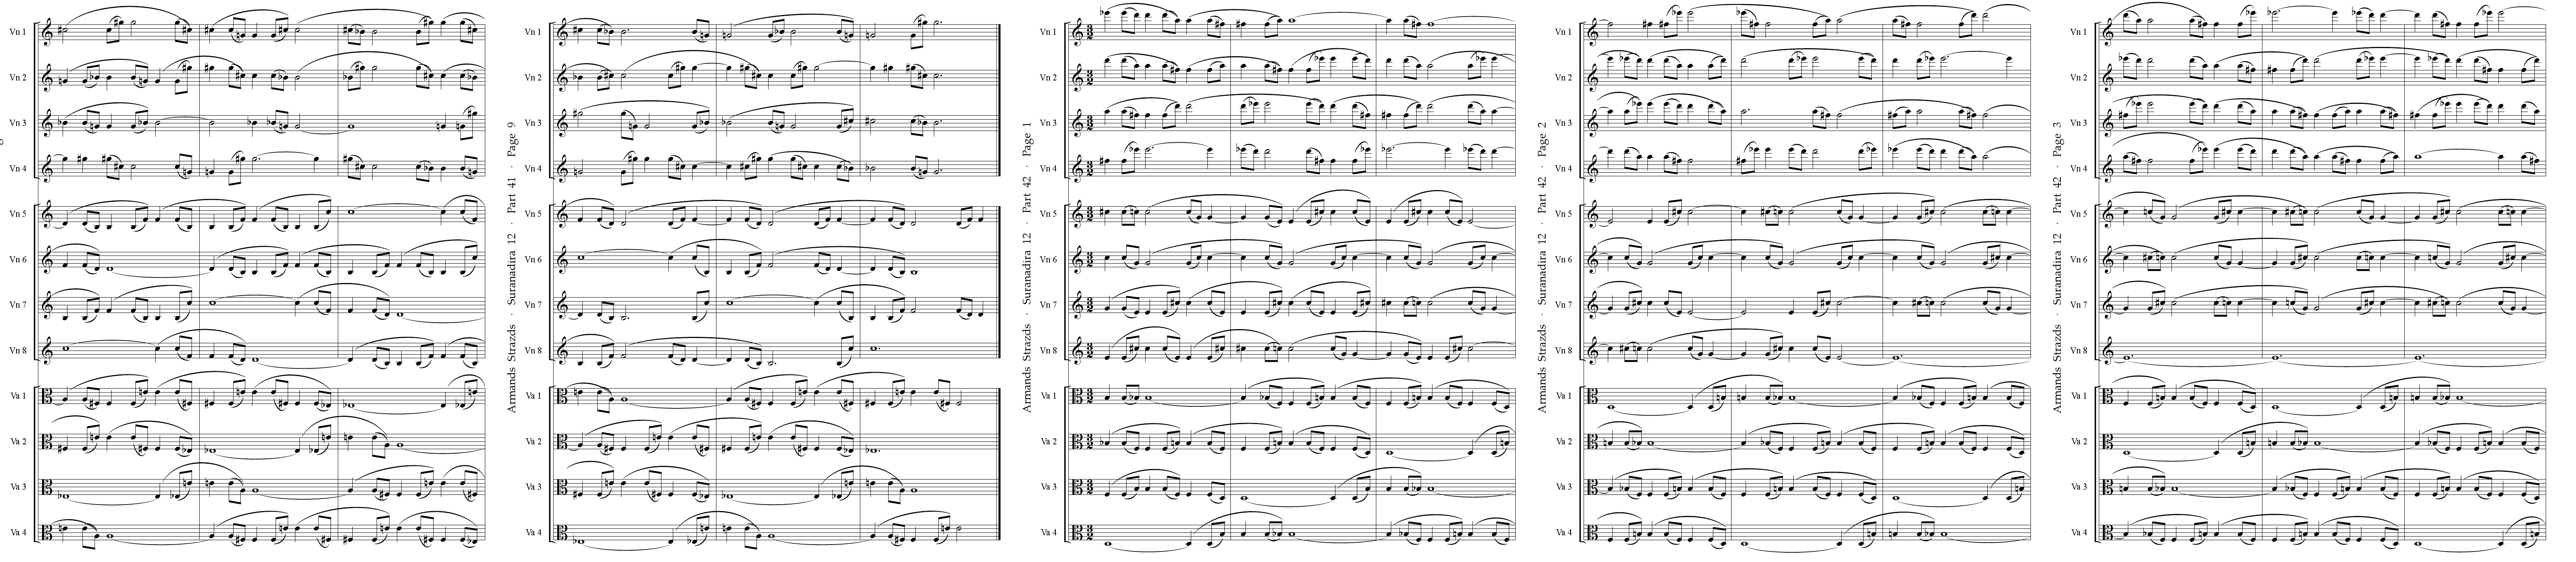 Vn 1
Vn 2
Vn 3
Vn 4
Vn 5
Vn 6
Vn 7
Vn 8
Va 1
Va 2
Va 3
Va 4
Armands Strazds · Suranadira 12 · Part 41 · Page 9
Vn 1
Vn 2
Vn 3
Vn 4
Vn 5
Vn 6
Vn 7
Vn 8
Va 1
Va 2
Va 3
Va 4
Armands Strazds · Suranadira 12 · Part 42 · Page 1
Vn 1
Vn 2
Vn 3
Vn 4
Vn 5
Vn 6
Vn 7
Vn 8
Va 1
Va 2
Va 3
Va 4
Armands Strazds · Suranadira 12 · Part 42 · Page 2
Vn 1
Vn 2
Vn 3
Vn 4
Vn 5
Vn 6
Vn 7
Vn 8
Va 1
Va 2
Va 3
Va 4
Armands Strazds · Suranadira 12 · Part 42 · Page 3
Vn 1
Vn 2
Vn 3
Vn 4
Vn 5
Vn 6
Vn 7
Vn 8
Va 1
Va 2
Va 3
Va 4